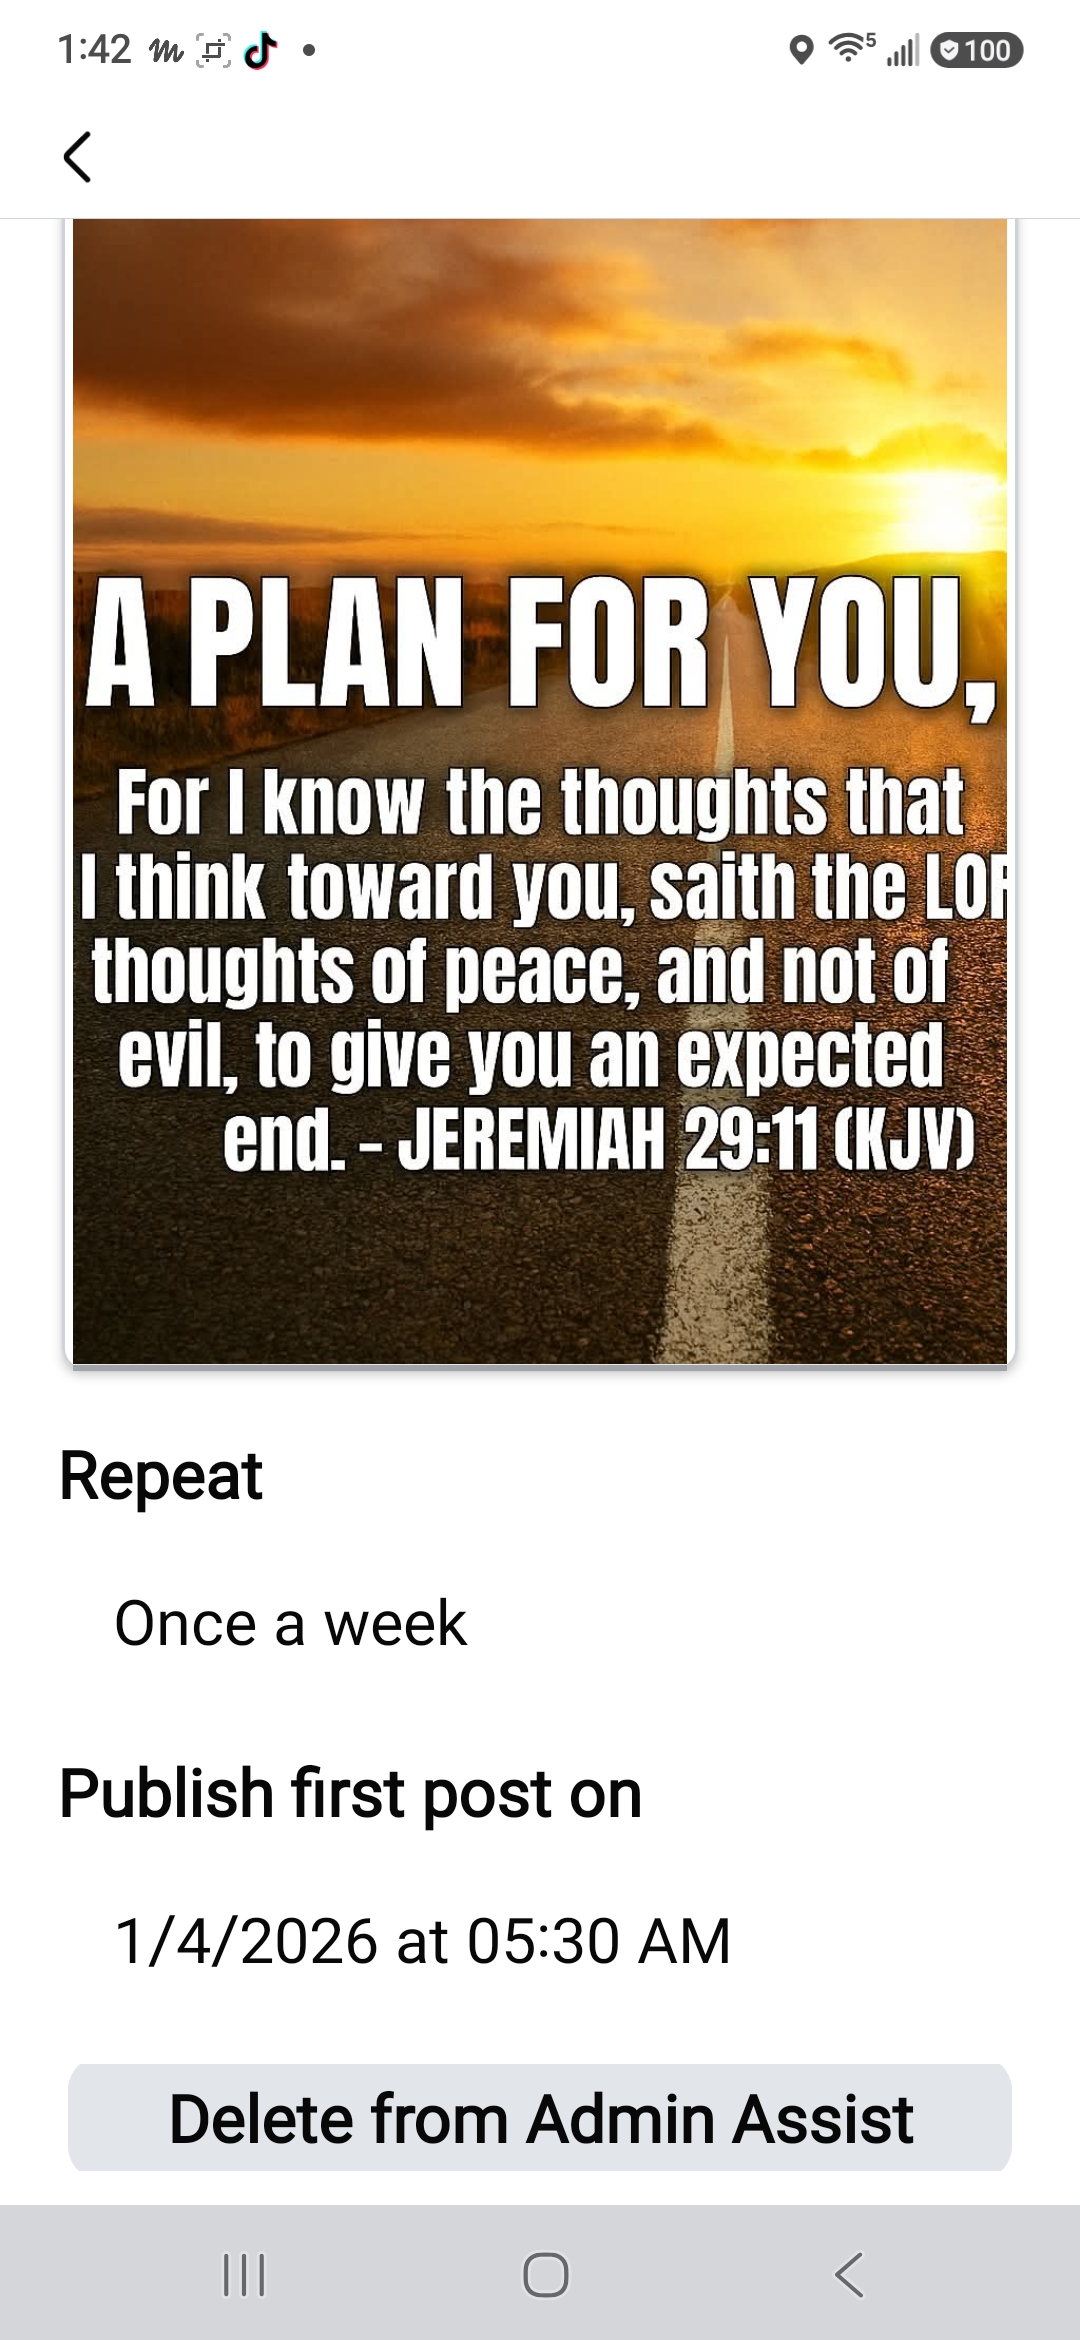 1:42
5
100
A PLAN FOR YOU,
For I know the thoughts that
I think toward you, saith the
thoughts of peace, and not of
evil, to give you an expected
end. - JEREMIAH 29:11 (KJV)
Repeat
Once a week
Publish first post on
1/4/2026 at 05:30 AM
Delete from Admin Assist